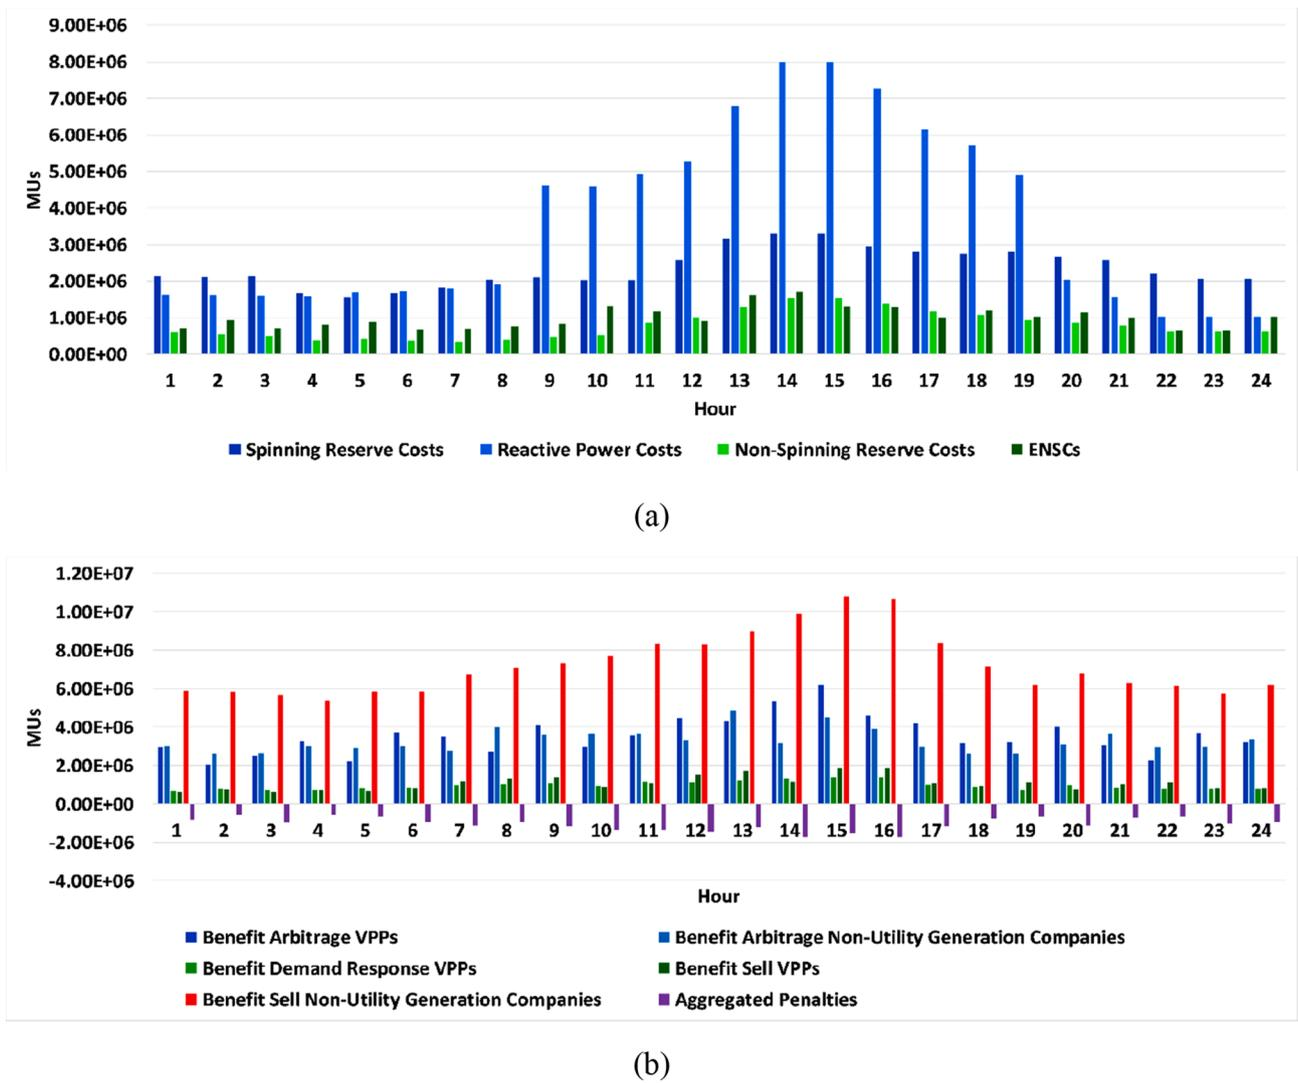 9.00E+06
8.00E+06
7.00E+06
6.00E+06
5.00E+06
4.00E+06
3.00E+06
2.00E+06
1.00E+06
0.00E+00
MUs
1 2 3 4 5 6 7 8 9 10 11 12 13 14 15 16 17 18 19 20 21 22 23 24
Hour
Spinning Reserve Costs Reactive Power Costs Non-Spinning Reserve Costs ENSCs
(a)
1.20E+07
1.00E+07
8.00E+06
6.00E+06
4.00E+06
2.00E+06
0.00E+00
-2.00E+06
-4.00E+06
MUs
1 2 3 4 5 6 7 8 9 10 11 12 13 14 15 16 17 18 19 20 21 22 23 24
Hour
Benefit Arbitrage VPPs Benefit Arbitrage Non-Utility Generation Companies
Benefit Demand Response VPPs Benefit Sell VPPs
Benefit Sell Non-Utility Generation Companies Aggregated Penalties
(b)